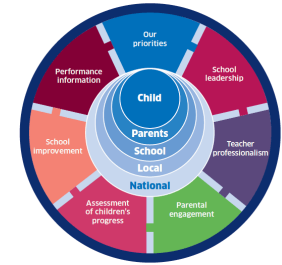 Our
priorities
School
leadership
Teacher
professionalism
Parental
engagement
Assessment
of children's
progress
School
improvement
Performance
information
Child
Parents
School
Local
National